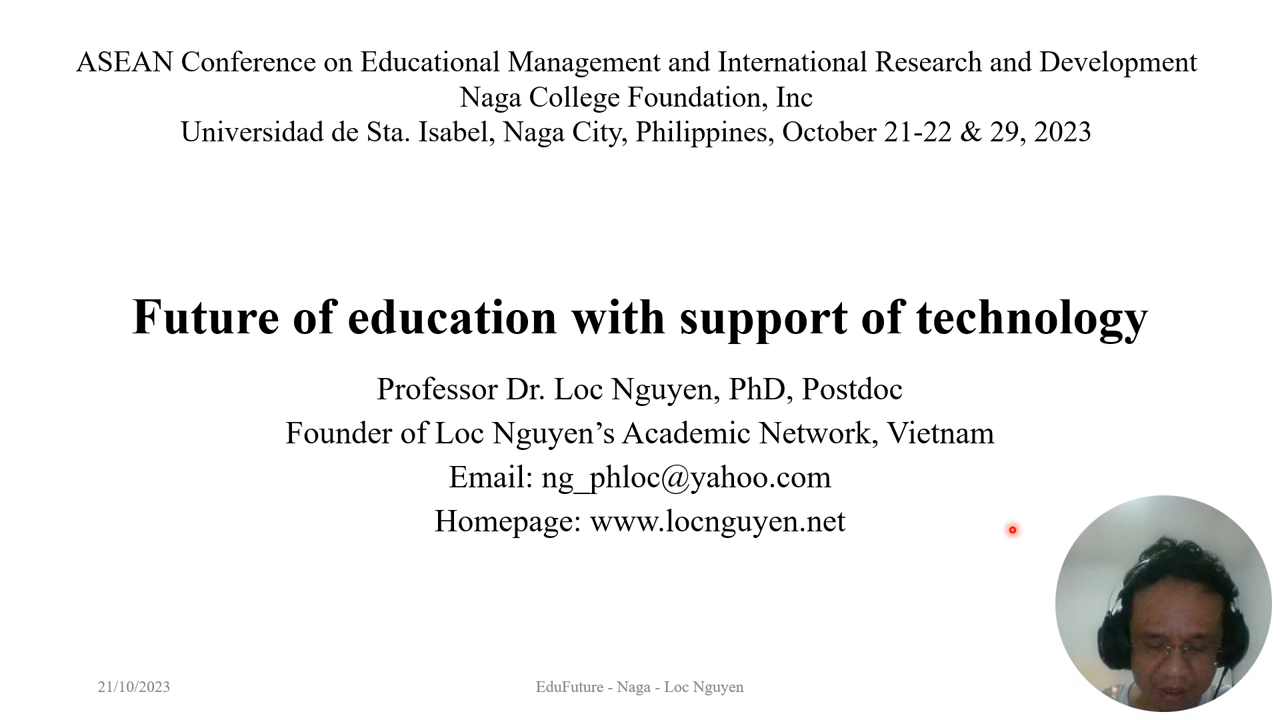 ASEAN Conference on Educational Management and International Research and Development
Naga College Foundation, Inc
Universidad de Sta. Isabel, Naga City, Philippines, October 21-22 & 29, 2023
Future of education with support of technology
Professor Dr. Loc Nguyen, PhD, Postdoc
Founder of Loc Nguyen’s Academic Network, Vietnam
Email: ng_phloc@yahoo.com
Homepage: www.locnguyen.net
21/10/2023
EduFuture - Naga - Loc Nguyen